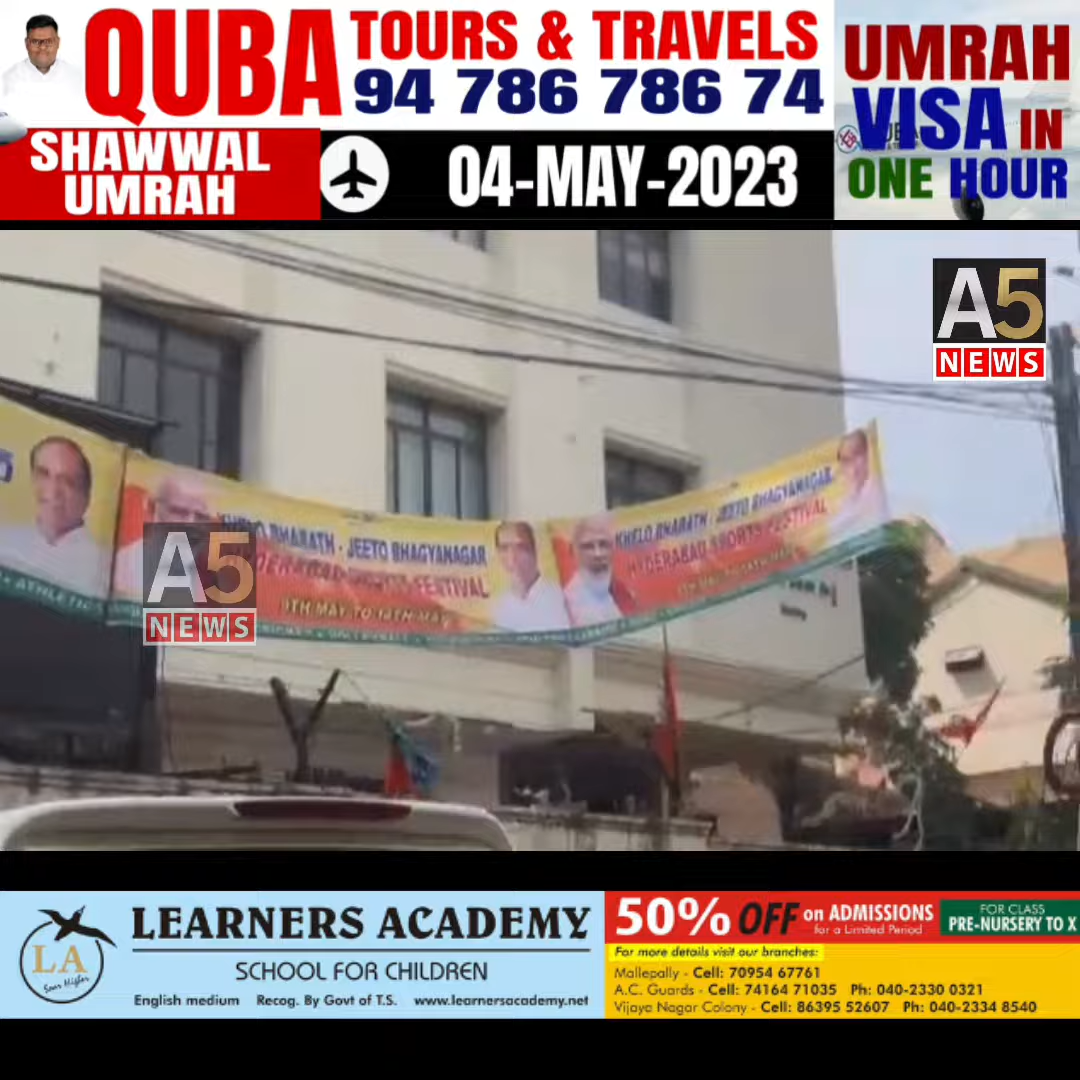 QUBA TOURS & TRAVELS
94 786 786 74
SHAWWAL
UMRAH
04-MAY-2023
UMRAH
VISA IN
ONE HOUR
A5
NEWS
KHELO BHARATH - JEETO BHAGYANAGAR
HYDERABAD SPORTS FESTIVAL
11TH MAY TO
KHELO BHARATH - JEETO BHAGYANAGAR
HYDERABAD SPORTS FESTIVAL
A5
NEWS
LA
Soar Higher
LEARNERS ACADEMY
SCHOOL FOR CHILDREN
English medium Recog. By Govt of T.S. www.learnersacademy.net
50% OFF on ADMISSIONS
for a Limited Period
FOR CLASS
PRE-NURSERY TO X
For more details visit our branches:
Mallepally - Cell: 70954 67761
A.C. Guards - Cell: 74164 71035 Ph: 040-2330 0321
Vijaya Nagar Colony - Cell: 86395 52607 Ph: 040-2334 8540